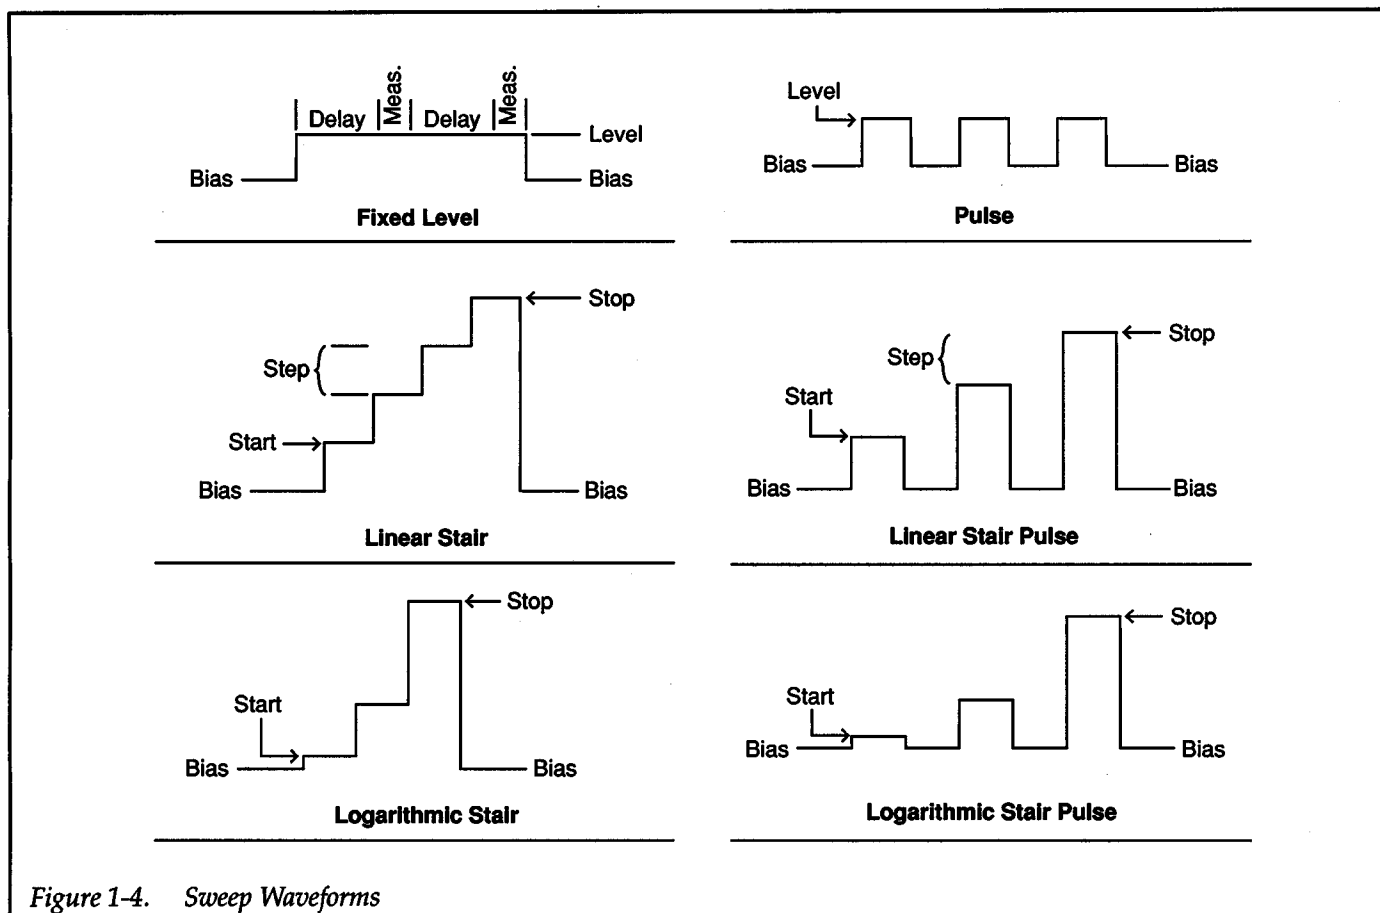 Delay Meas. Delay Meas.
Level
Bias Bias
Fixed Level
Level
Bias Bias
Pulse
Stop
Step
Start
Bias Bias
Linear Stair
Stop
Step
Start
Bias Bias
Linear Stair Pulse
Stop
Start
Bias Bias
Logarithmic Stair
Stop
Start
Bias Bias
Logarithmic Stair Pulse
Figure 1-4. Sweep Waveforms